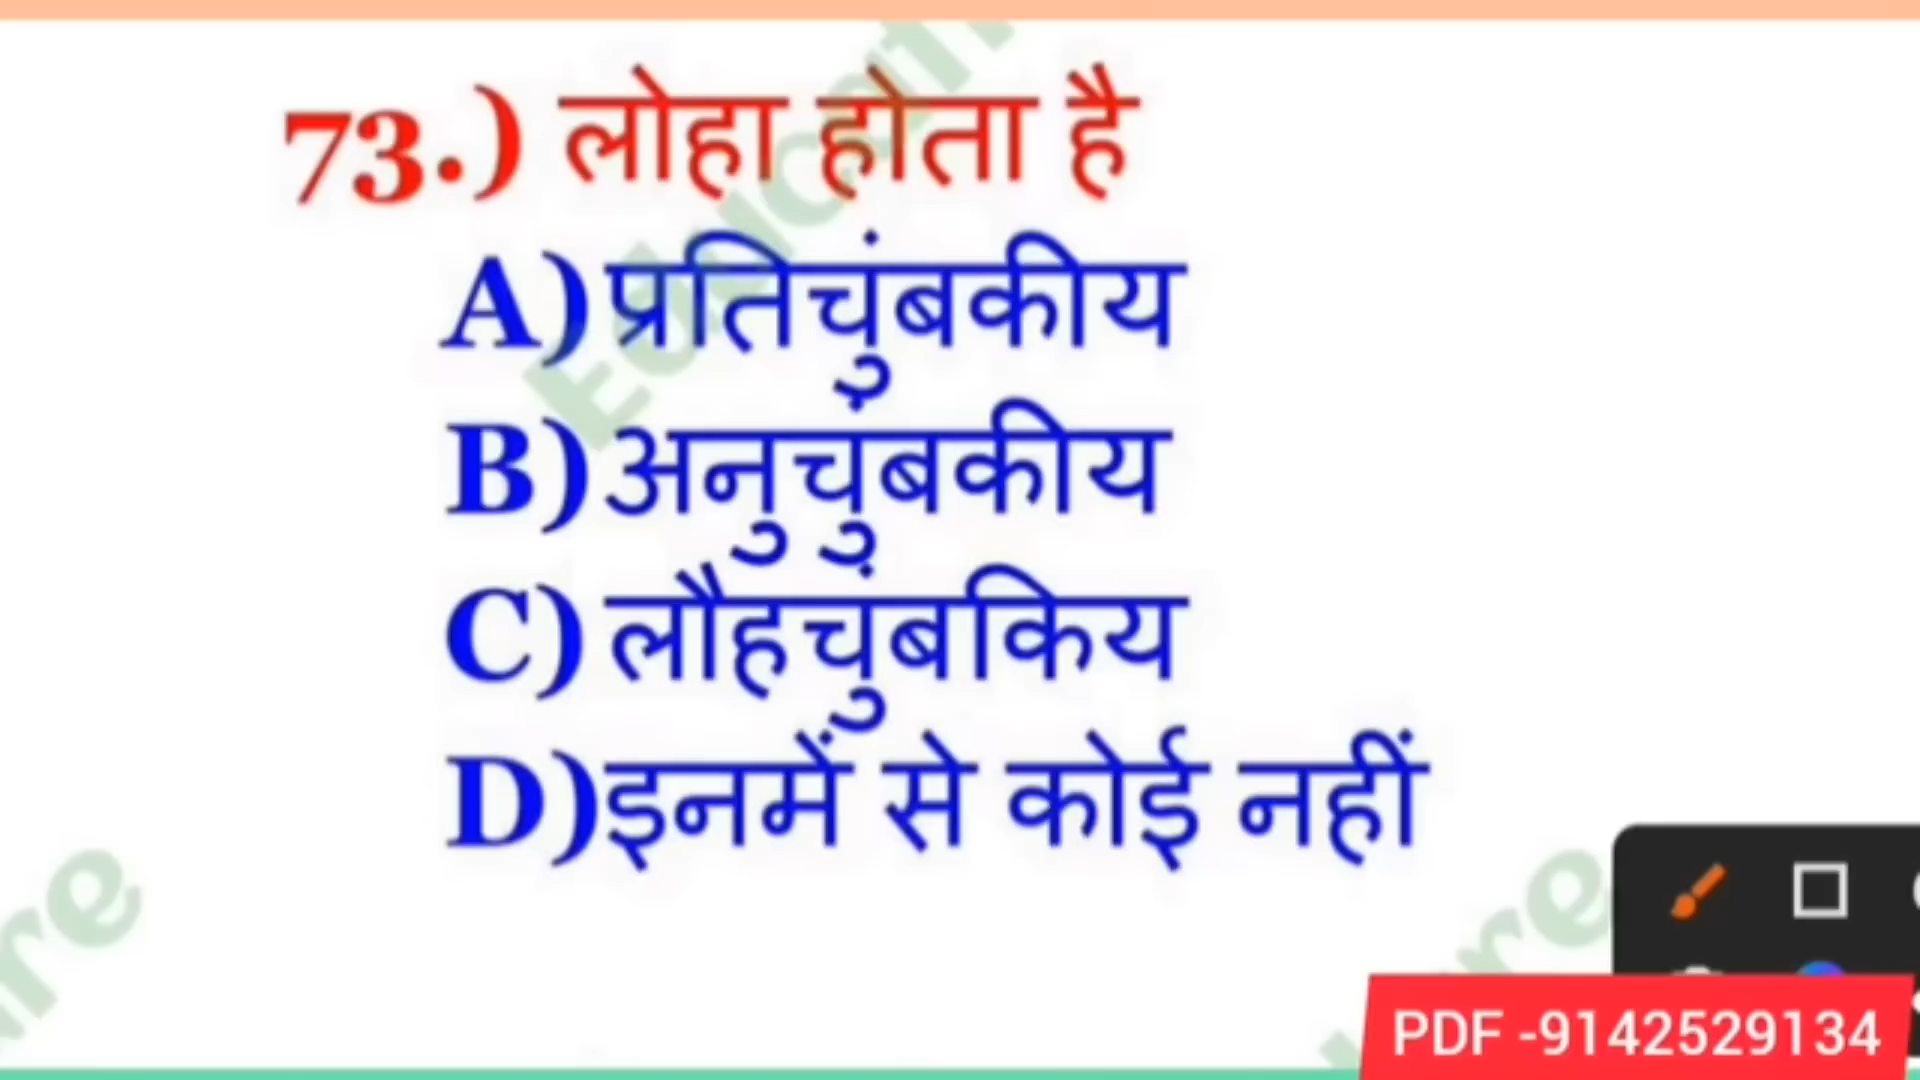 73.) लोहा होता है
A) प्रतिचुंबकीय
B) अनुचुंबकीय
C) लौहचुंबकिय
D) इनमें से कोई नहीं
PDF -9142529134